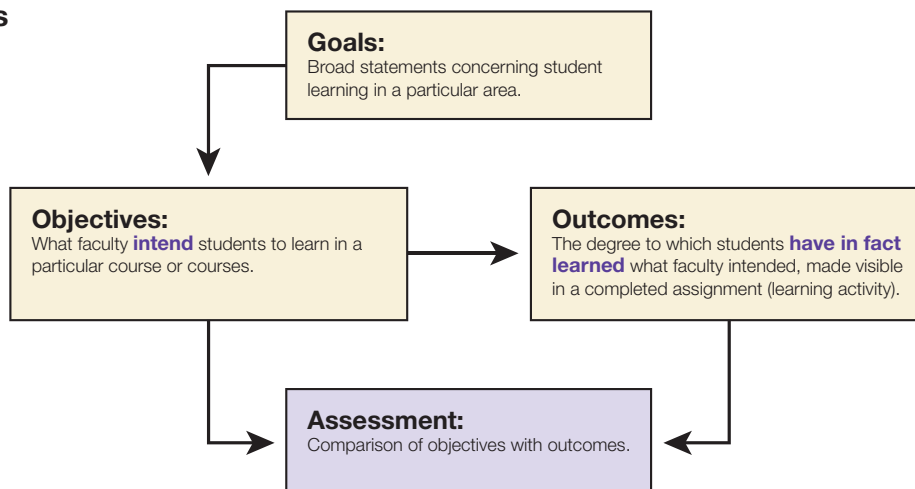 s
Goals:
Broad statements concerning student
learning in a particular area.
Objectives:
What faculty intend students to learn in a
particular course or courses.
Outcomes:
The degree to which students have in fact
learned what faculty intended, made visible
in a completed assignment (learning activity).
Assessment:
Comparison of objectives with outcomes.